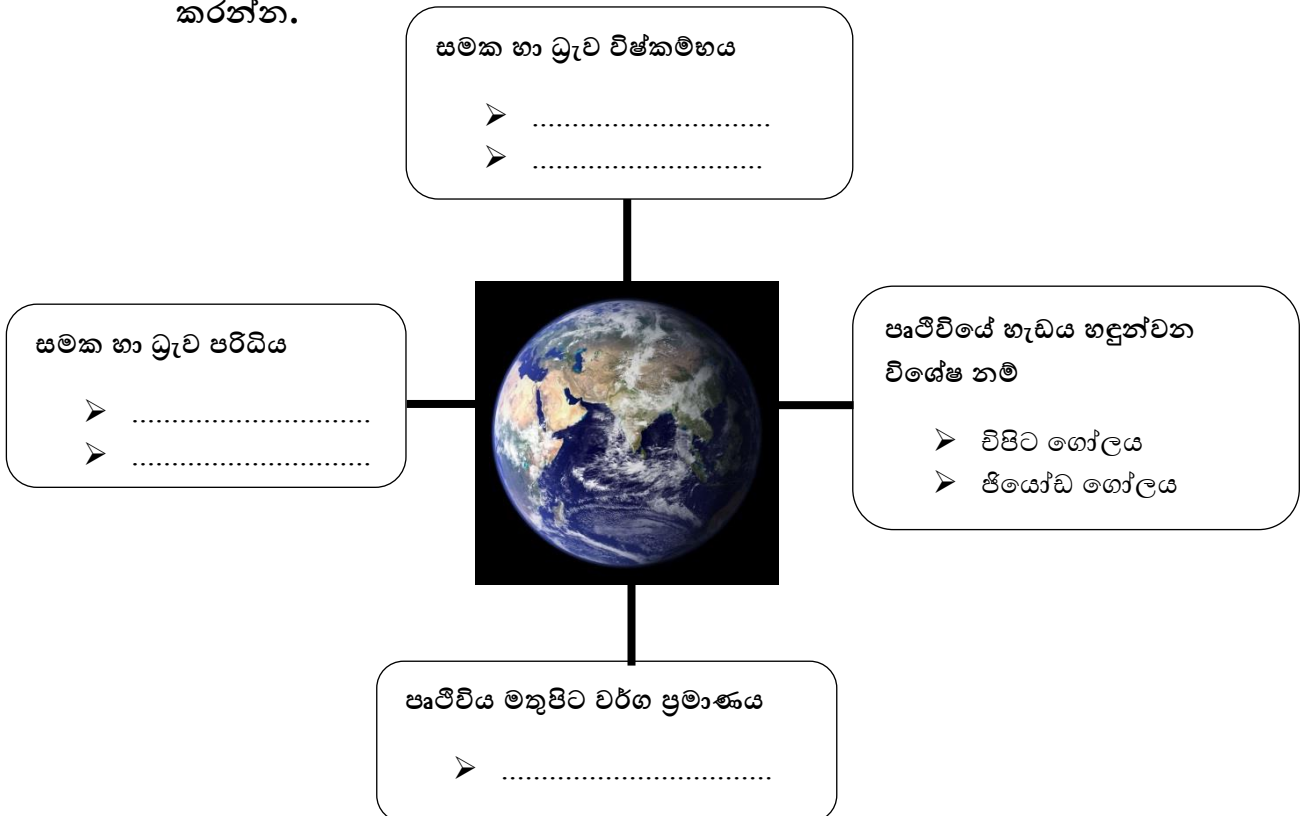 කරන්න.
සමක හා ධ්‍රැව විෂ්කම්භය
➢ ..............................
➢ .............................
සමක හා ධ්‍රැව පරිධිය
➢ ..............................
➢ ..............................
පෘථිවියේ හැඩය හඳුන්වන
විශේෂ නම්
➢ චිපිට ගෝලය
➢ ජියෝඩ ගෝලය
පෘථිවිය මතුපිට වර්ග ප්‍රමාණය
➢ ..................................